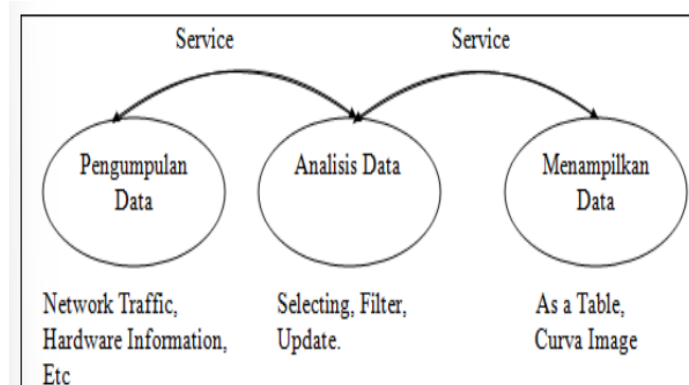 Service
Service
Pengumpulan
Data
Analisis Data
Menampilkan
Data
Network Traffic,
Hardware Information,
Etc
Selecting, Filter,
Update.
As a Table,
Curva Image